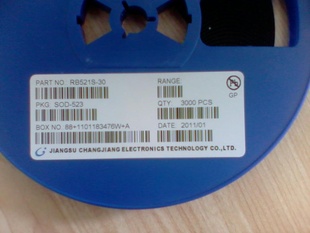 PART NO. RB521S-30
RANGE
PKG. SOD-523
QTY. 3000 PCS
GP
BOX NO. 88+1101163476W+A
DATE: 2011/01
JIANGSU CHANGJIANG ELECTRONICS TECHNOLOGY CO.,LTD.